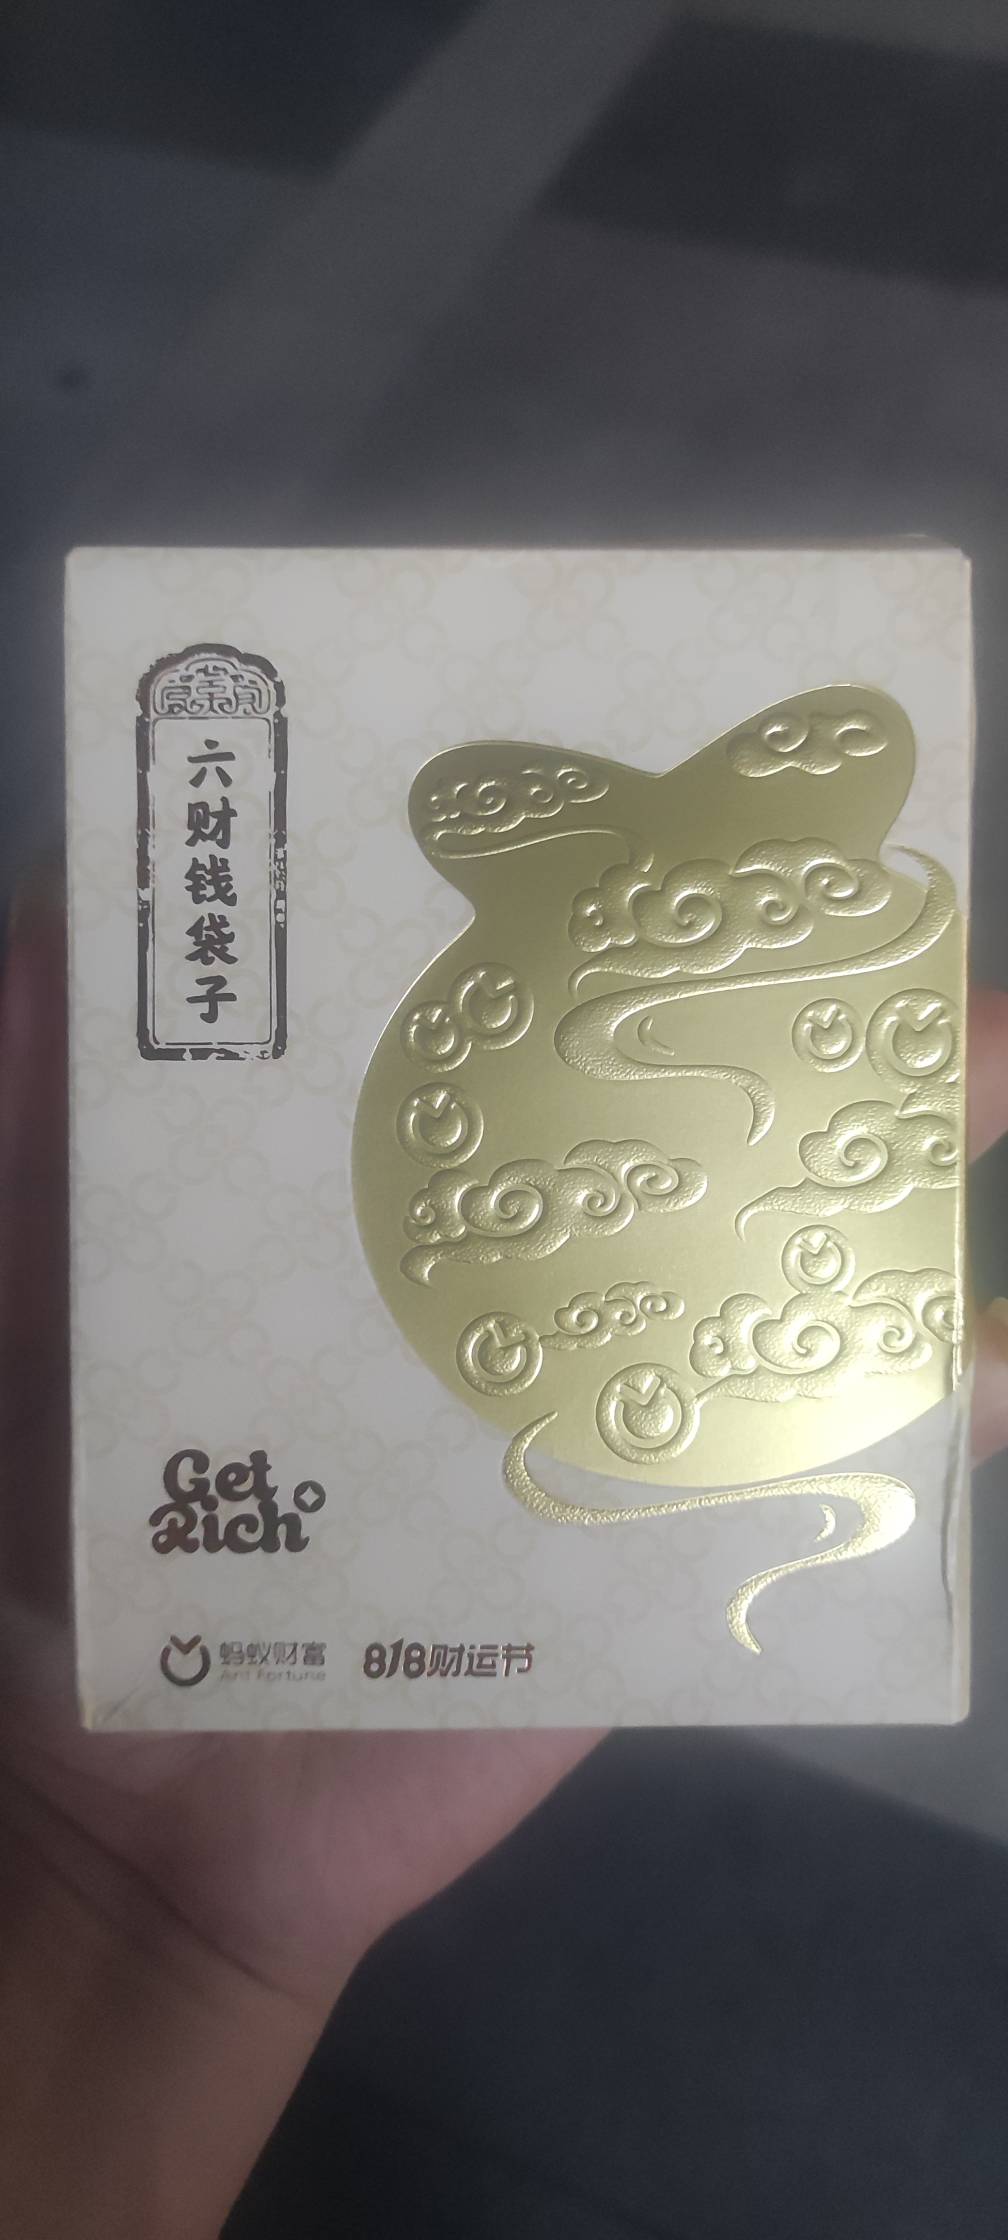 六财钱袋子
Get
Rich
蚂蚁财富
Ant Fortune
818财运节